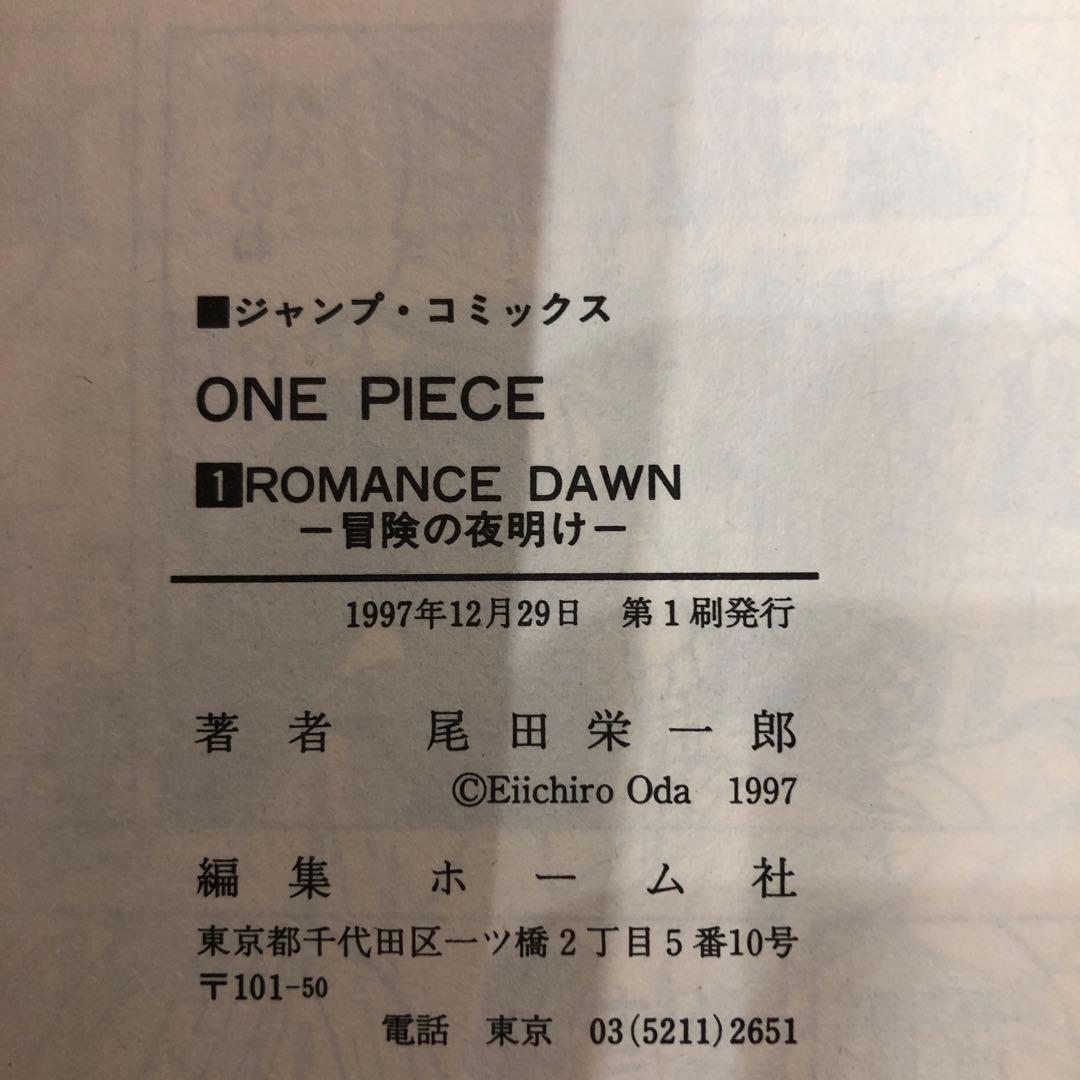 ■ジャンプ・コミックス
ONE PIECE
1 ROMANCE DAWN
ー冒険の夜明けー
1997年12月29日 第1刷発行
著者 尾田栄一郎
©Eiichiro Oda 1997
編集 ホーム社
東京都千代田区一ツ橋2丁目5番10号
〒101-50
電話 東京 03(5211)2651